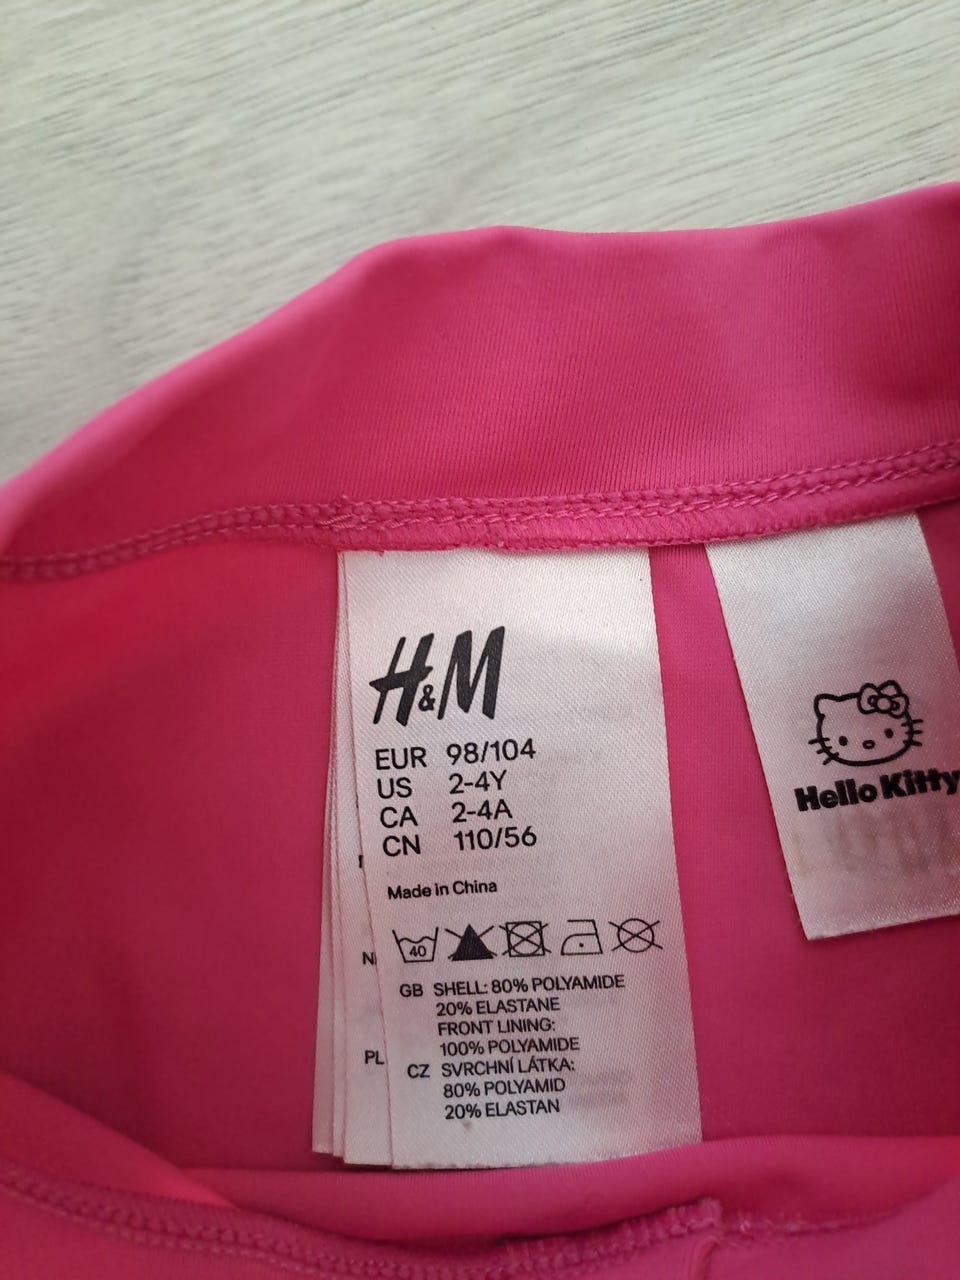 H&M
EUR 98/104
US 2-4Y
CA 2-4A
CN 110/56
Made in China
40
GB SHELL: 80% POLYAMIDE
20% ELASTANE
FRONT LINING:
100% POLYAMIDE
CZ SVRCHNÍ LÁTKA:
80% POLYAMID
20% ELASTAN
PL
Hello Kitty